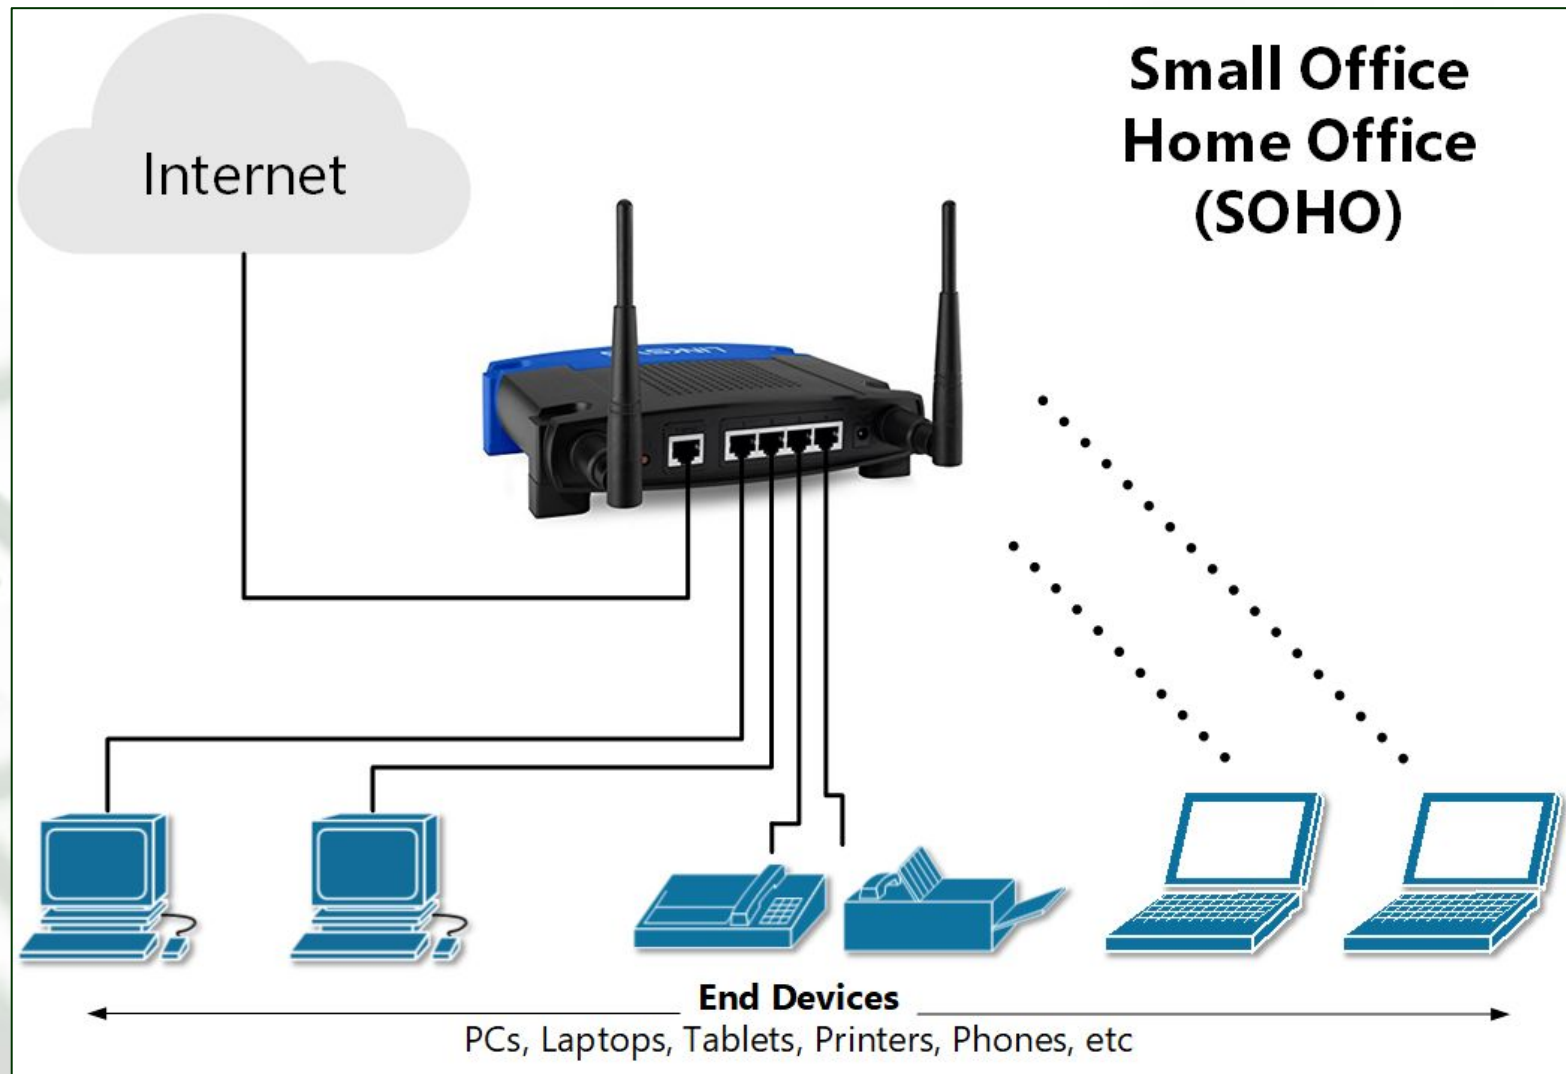 Internet
Small Office
Home Office
(SOHO)
End Devices
PCs, Laptops, Tablets, Printers, Phones, etc